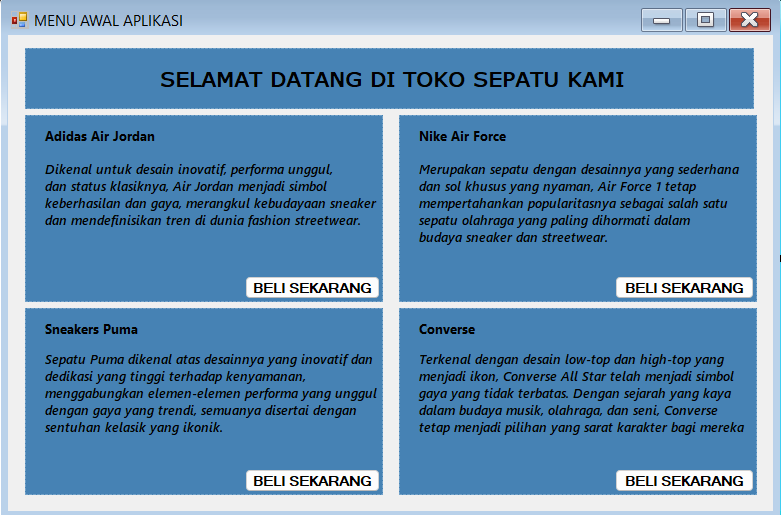 MENU AWAL APLIKASI
SELAMAT DATANG DI TOKO SEPATU KAMI
Adidas Air Jordan
Dikenal untuk desain inovatif, performa unggul,
dan status klasiknya, Air Jordan menjadi simbol
keberhasilan dan gaya, merangkul kebudayaan sneaker
dan mendefinisikan tren di dunia fashion streetwear.
BELI SEKARANG
Nike Air Force
Merupakan sepatu dengan desainnya yang sederhana
dan sol khusus yang nyaman, Air Force 1 tetap
mempertahankan popularitasnya sebagai salah satu
sepatu olahraga yang paling dihormati dalam
budaya sneaker dan streetwear.
BELI SEKARANG
Sneakers Puma
Sepatu Puma dikenal atas desainnya yang inovatif dan
dedikasi yang tinggi terhadap kenyamanan,
menggabungkan elemen-elemen performa yang unggul
dengan gaya yang trendi, semuanya disertai dengan
sentuhan kelasik yang ikonik.
BELI SEKARANG
Converse
Terkenal dengan desain low-top dan high-top yang
menjadi ikon, Converse All Star telah menjadi simbol
gaya yang tidak terbatas. Dengan sejarah yang kaya
dalam budaya musik, olahraga, dan seni, Converse
tetap menjadi pilihan yang sarat karakter bagi mereka
BELI SEKARANG